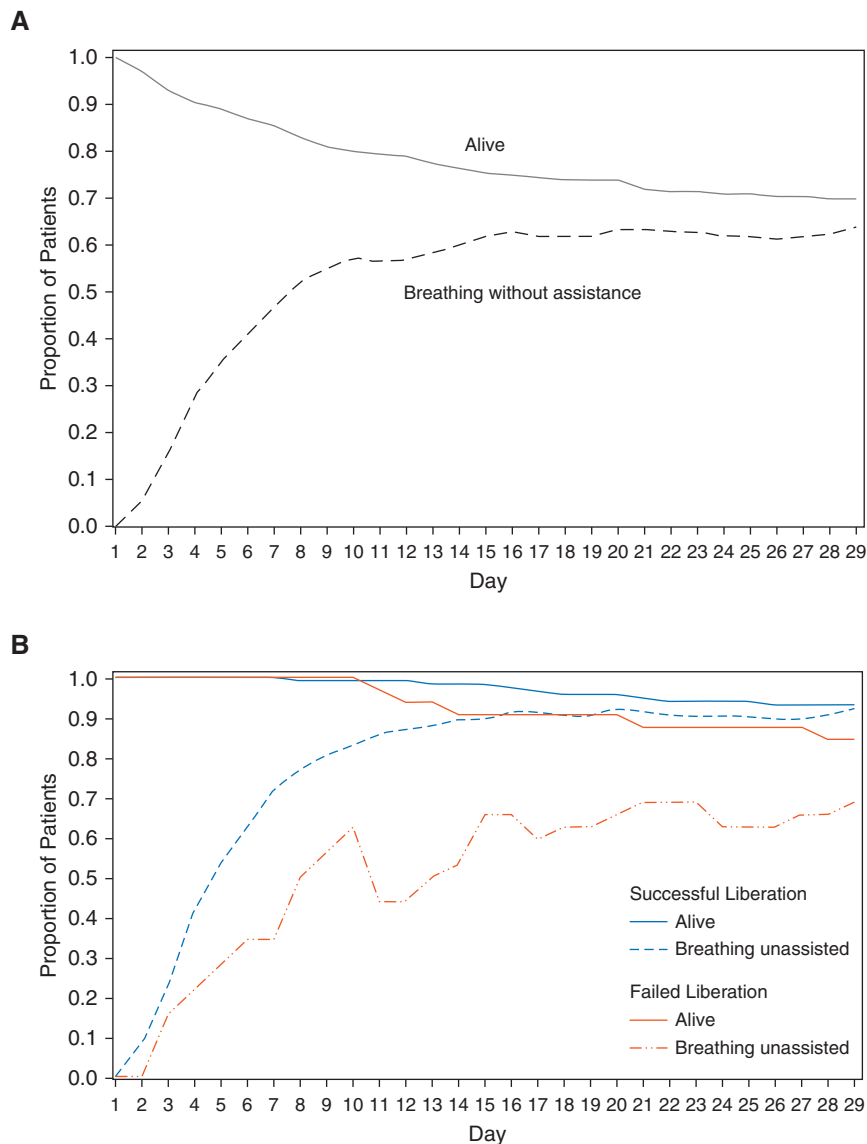 A
1.0
0.9
0.8
0.7
0.6
0.5
0.4
0.3
0.2
0.1
0.0
Proportion of Patients
Alive
Breathing without assistance
1 2 3 4 5 6 7 8 9 10 11 12 13 14 15 16 17 18 19 20 21 22 23 24 25 26 27 28 29
Day
B
1.0
0.9
0.8
0.7
0.6
0.5
0.4
0.3
0.2
0.1
0.0
Proportion of Patients
Successful Liberation
Alive
Breathing unassisted
Failed Liberation
Alive
Breathing unassisted
1 2 3 4 5 6 7 8 9 10 11 12 13 14 15 16 17 18 19 20 21 22 23 24 25 26 27 28 29
Day